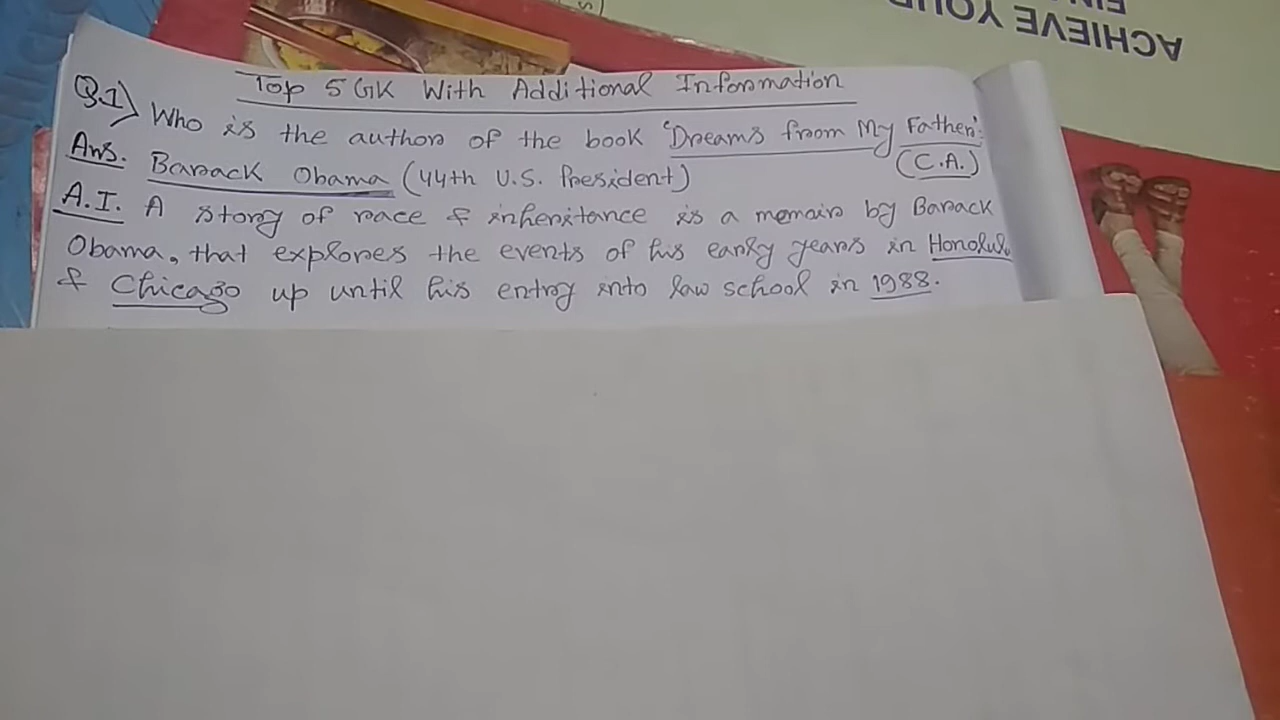 ACHIEVE YOUR
Top 5 GK With Additional Information
Q.1) Who is the author of the book 'Dreams from My Father'.
(C.A.)
Ans. Barack Obama (44th U.S. President)
A.I. A story of race & inheritance is a memoir by Barack
Obama, that explores the events of his early years in Honolulu
& Chicago up until his entry into law school in 1988.